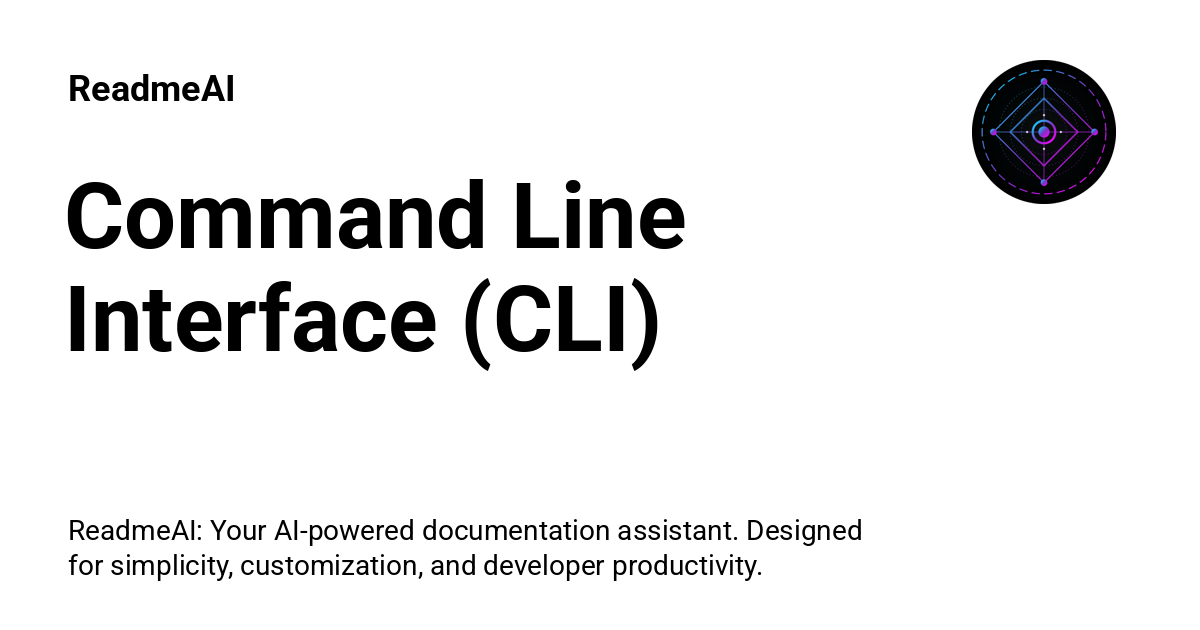 ReadmeAI
Command Line
Interface (CLI)
ReadmeAI: Your AI-powered documentation assistant. Designed
for simplicity, customization, and developer productivity.